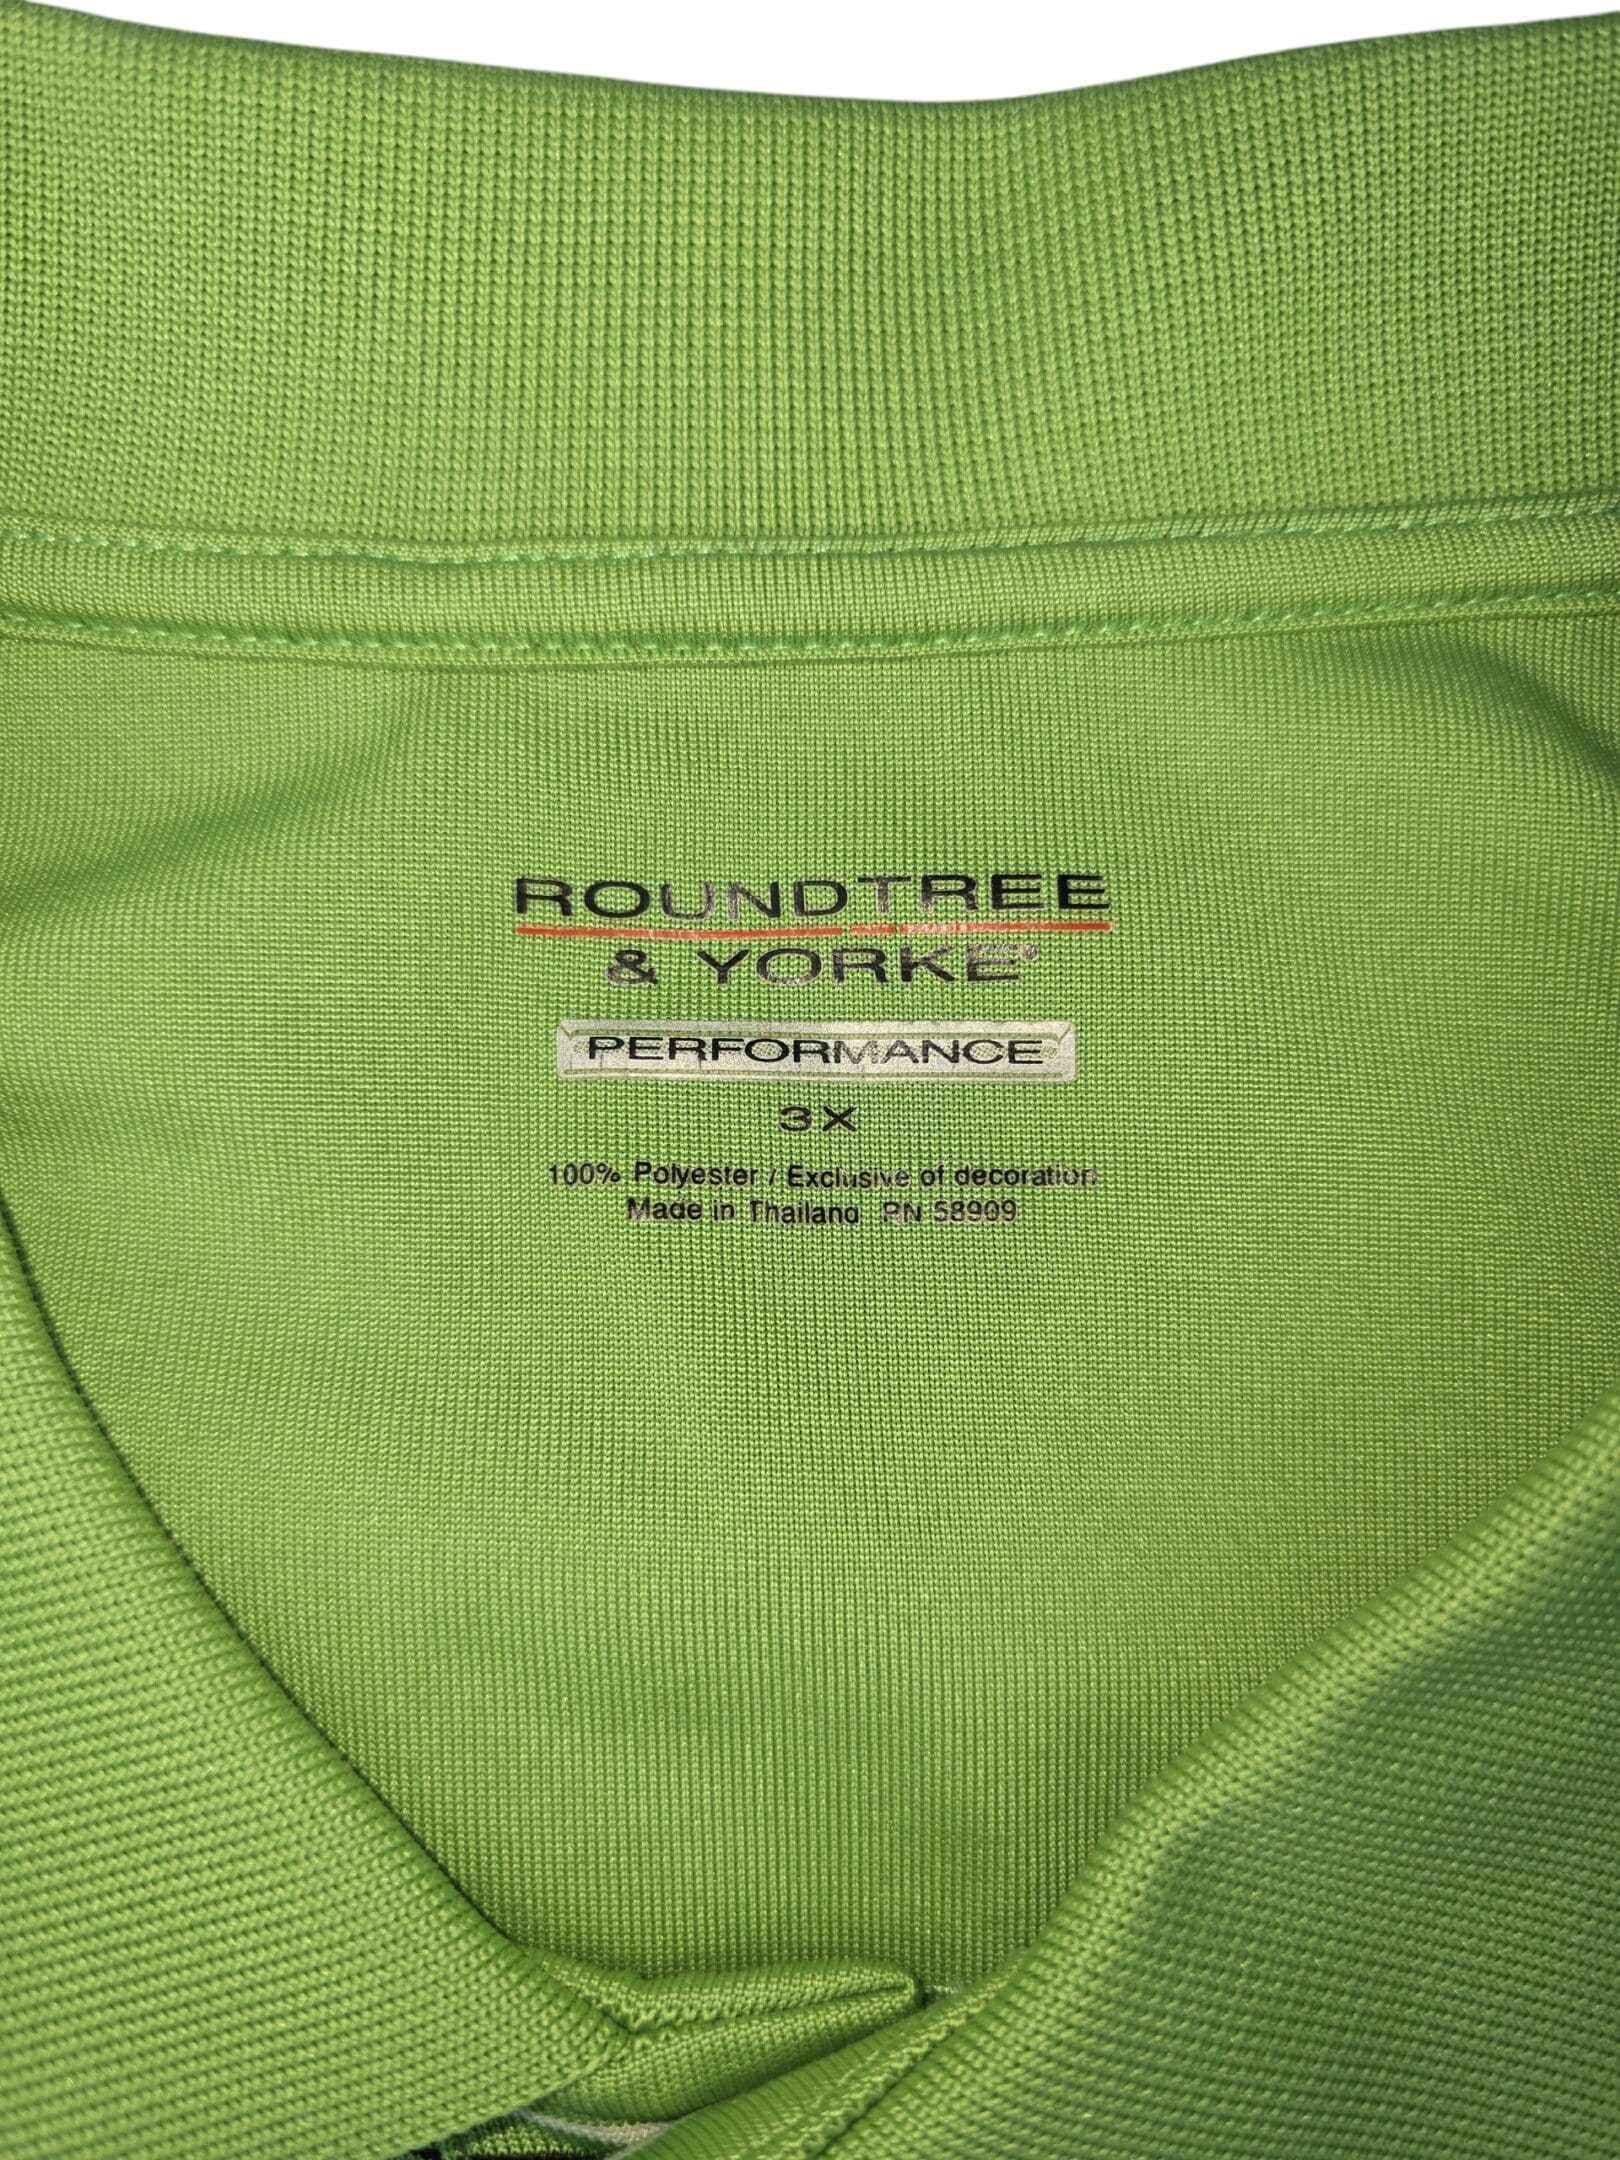 ROUNDTREE
& YORKE®
PERFORMANCE
3X
100% Polyester / Exclusive of decoration
Made in Thailand RN 58909